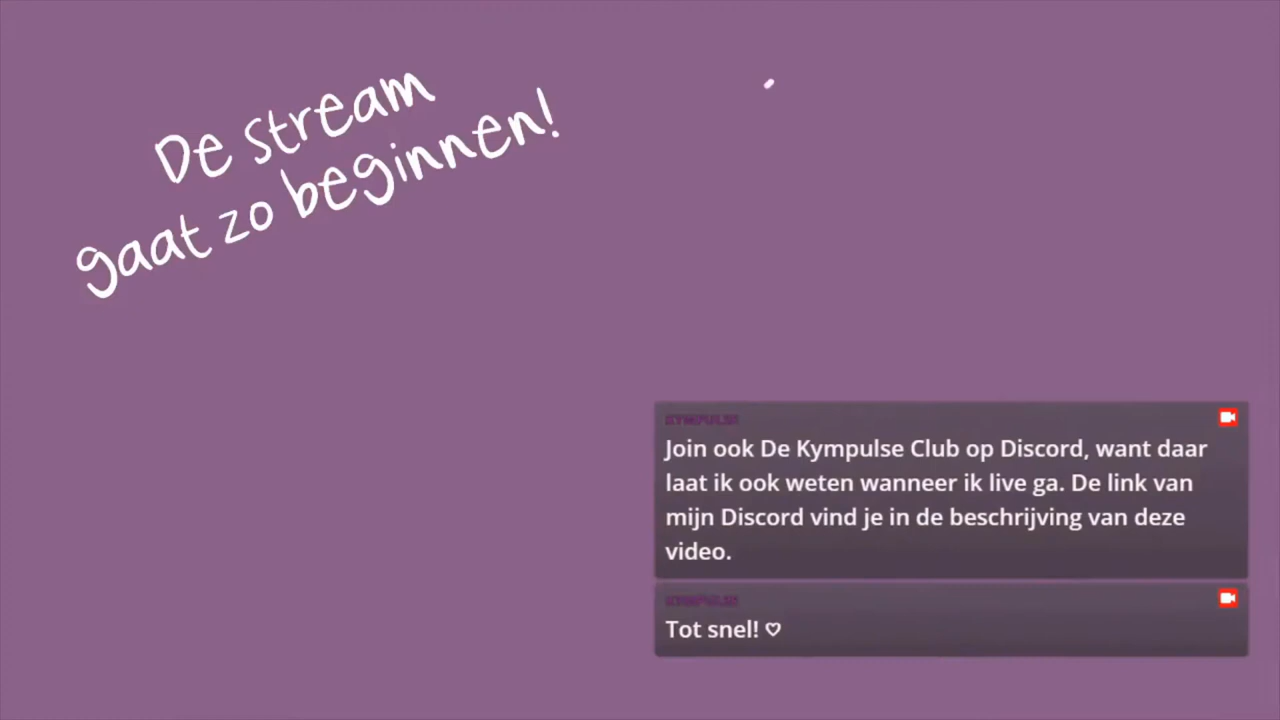 De stream
gaat zo beginnen!
Join ook De Kympulse Club op Discord, want daar
laat ik ook weten wanneer ik live ga. De link van
mijn Discord vind je in de beschrijving van deze
video.
Tot snel! ♡